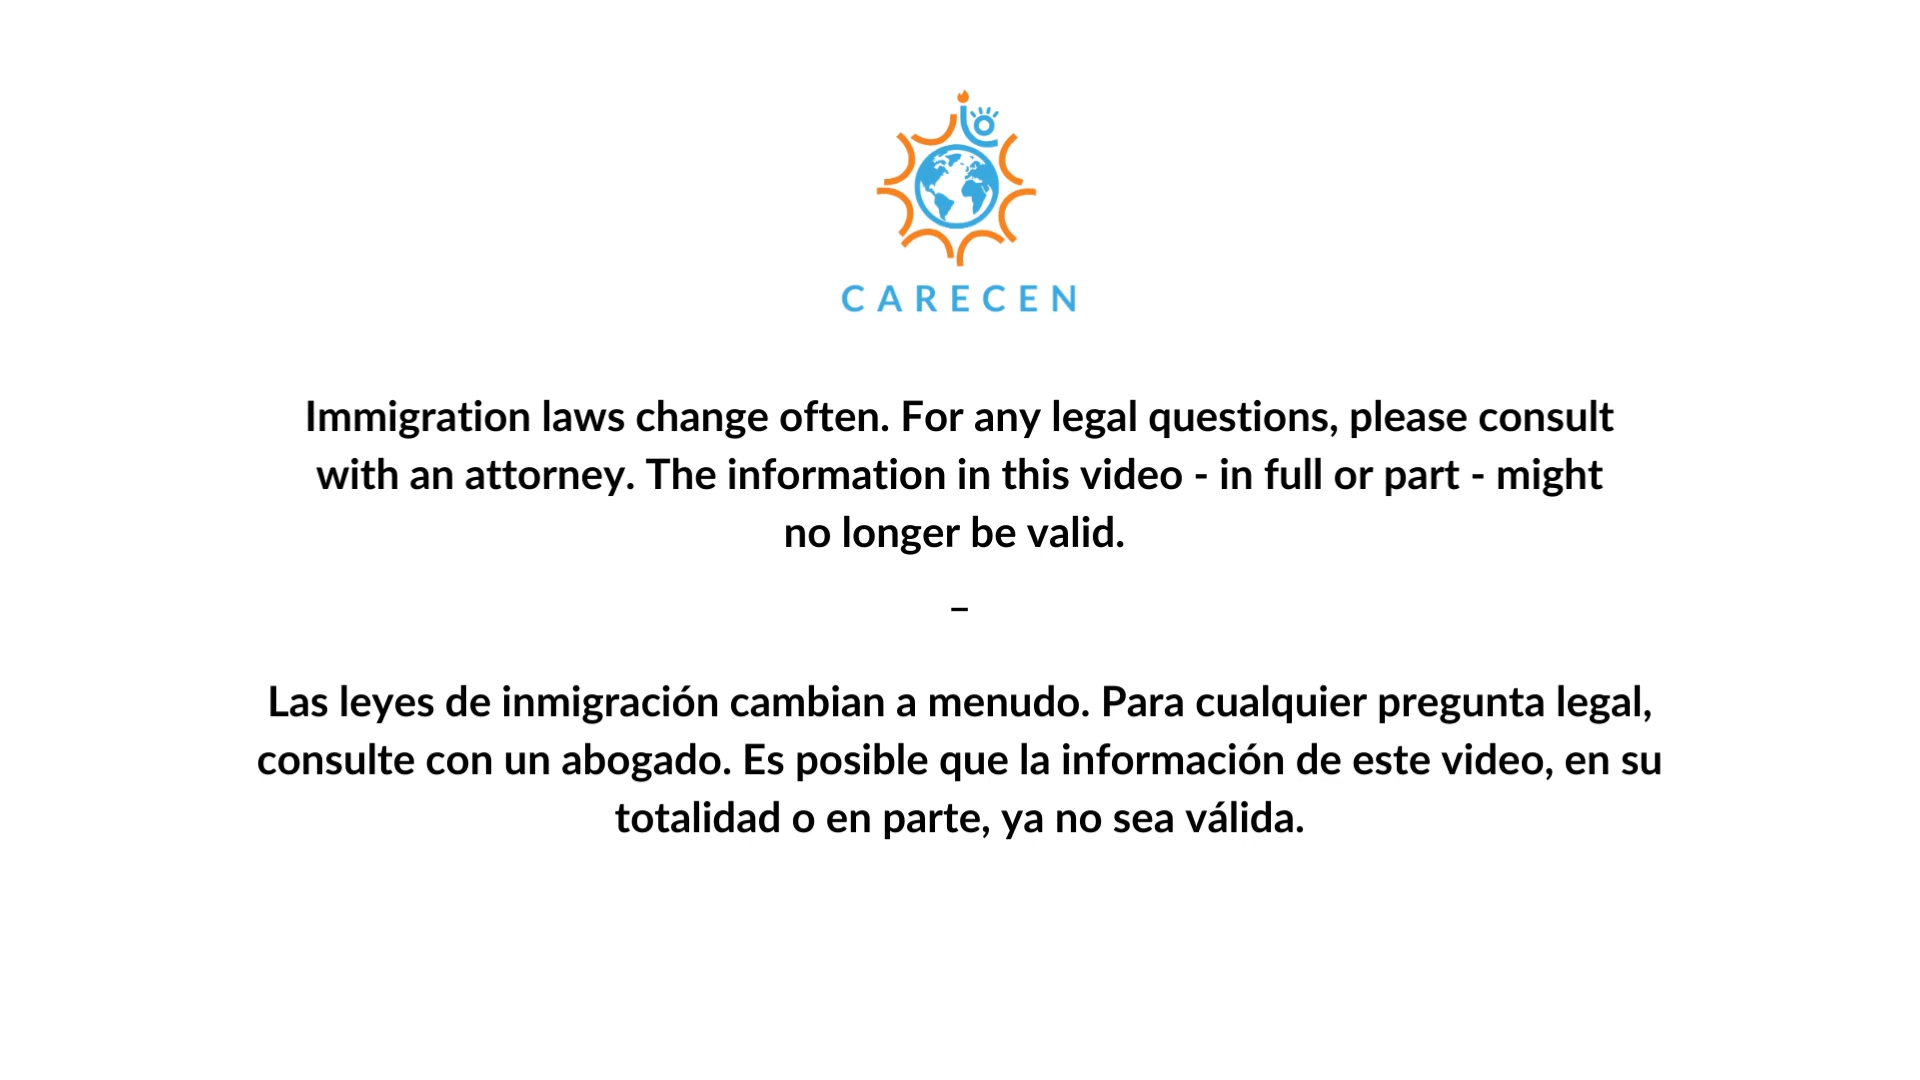 CARECEN
Immigration laws change often. For any legal questions, please consult
with an attorney. The information in this video - in full or part - might
no longer be valid.
–
Las leyes de inmigración cambian a menudo. Para cualquier pregunta legal,
consulte con un abogado. Es posible que la información de este video, en su
totalidad o en parte, ya no sea válida.